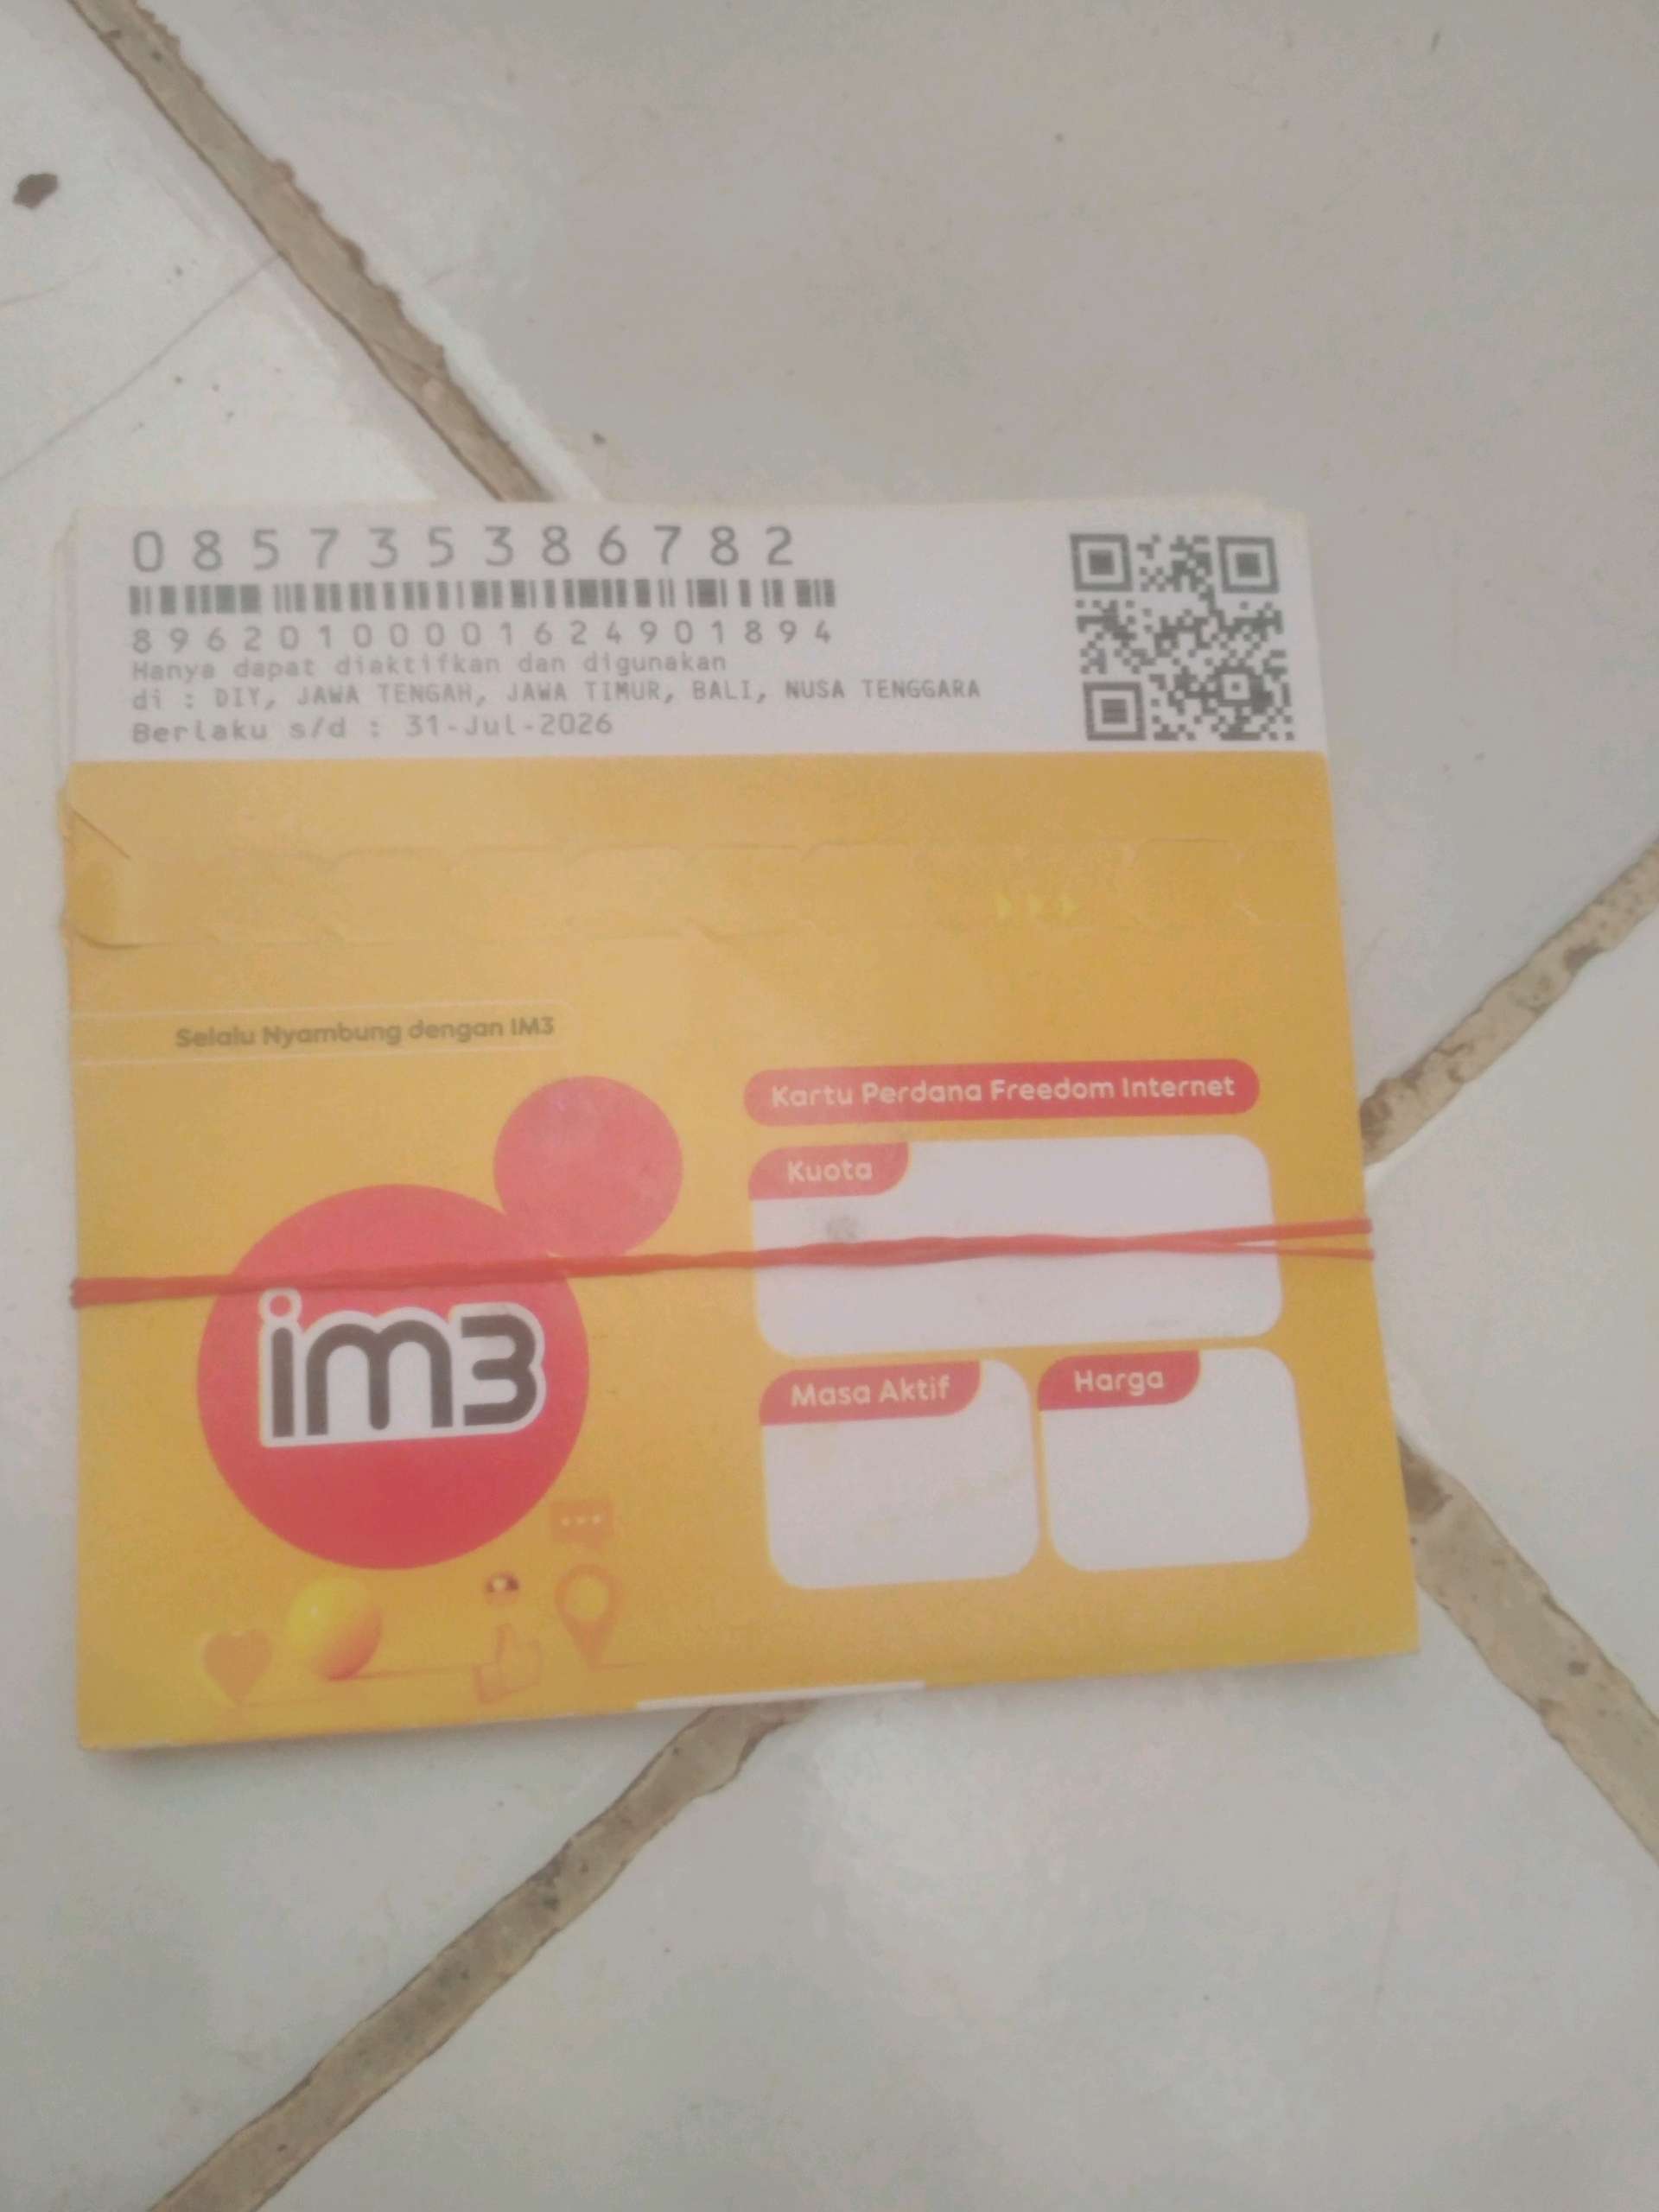 085735386782
89620100001624901894
Hanya dapat diaktifkan dan digunakan
di : DIY, JAWA TENGAH, JAWA TIMUR, BALI, NUSA TENGGARA
Berlaku s/d : 31-Jul-2026
Selalu Nyambung dengan IM3
Kartu Perdana Freedom Internet
Kuota
im3
Masa Aktif
Harga